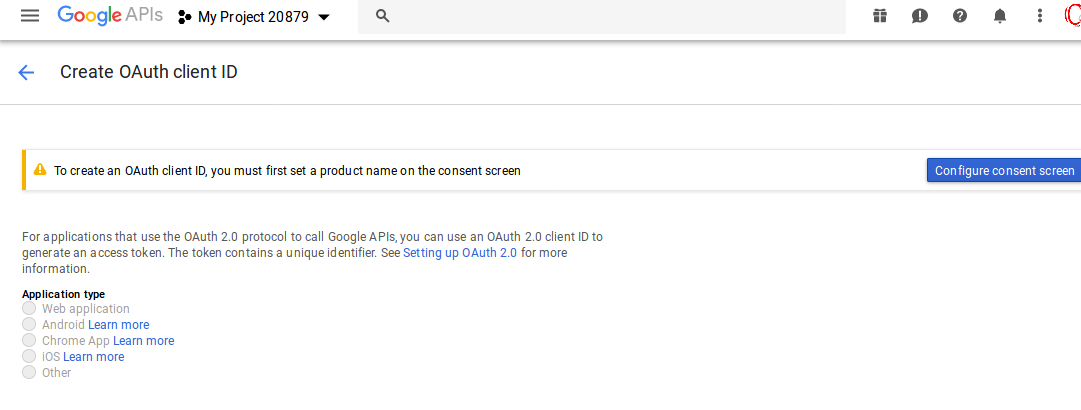 Google APIs My Project 20879
Create OAuth client ID
To create an OAuth client ID, you must first set a product name on the consent screen Configure consent screen
For applications that use the OAuth 2.0 protocol to call Google APIs, you can use an OAuth 2.0 client ID to
generate an access token. The token contains a unique identifier. See Setting up OAuth 2.0 for more
information.
Application type
Web application
Android Learn more
Chrome App Learn more
iOS Learn more
Other